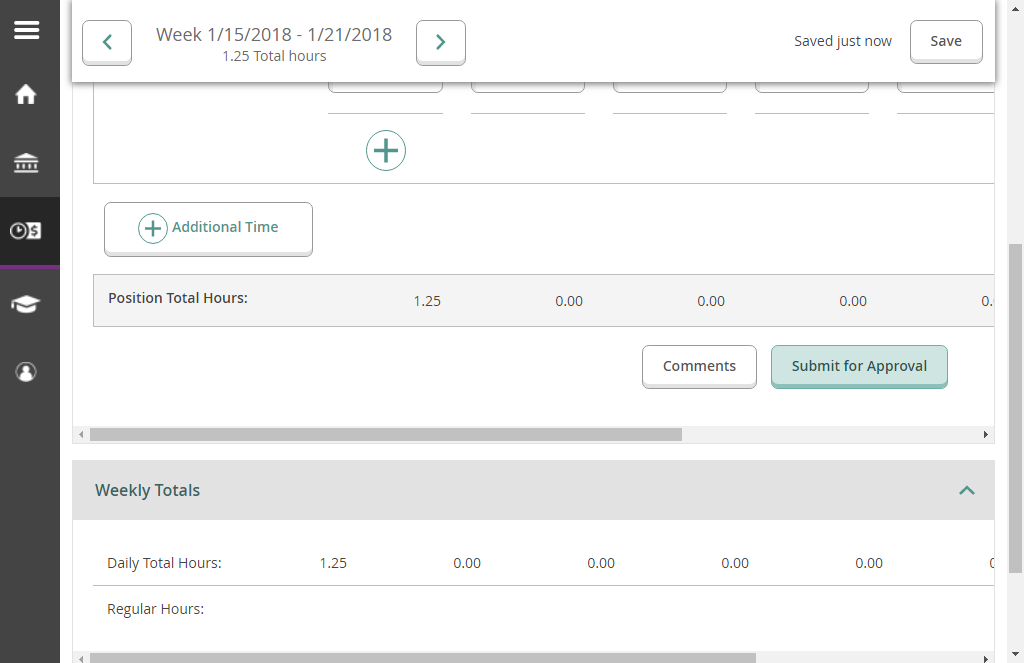 Week 1/15/2018 - 1/21/2018
1.25 Total hours
Saved just now
Save
Additional Time
Position Total Hours: 1.25 0.00 0.00 0.00 0.
Comments
Submit for Approval
Weekly Totals
Daily Total Hours: 1.25 0.00 0.00 0.00 0.00
Regular Hours: